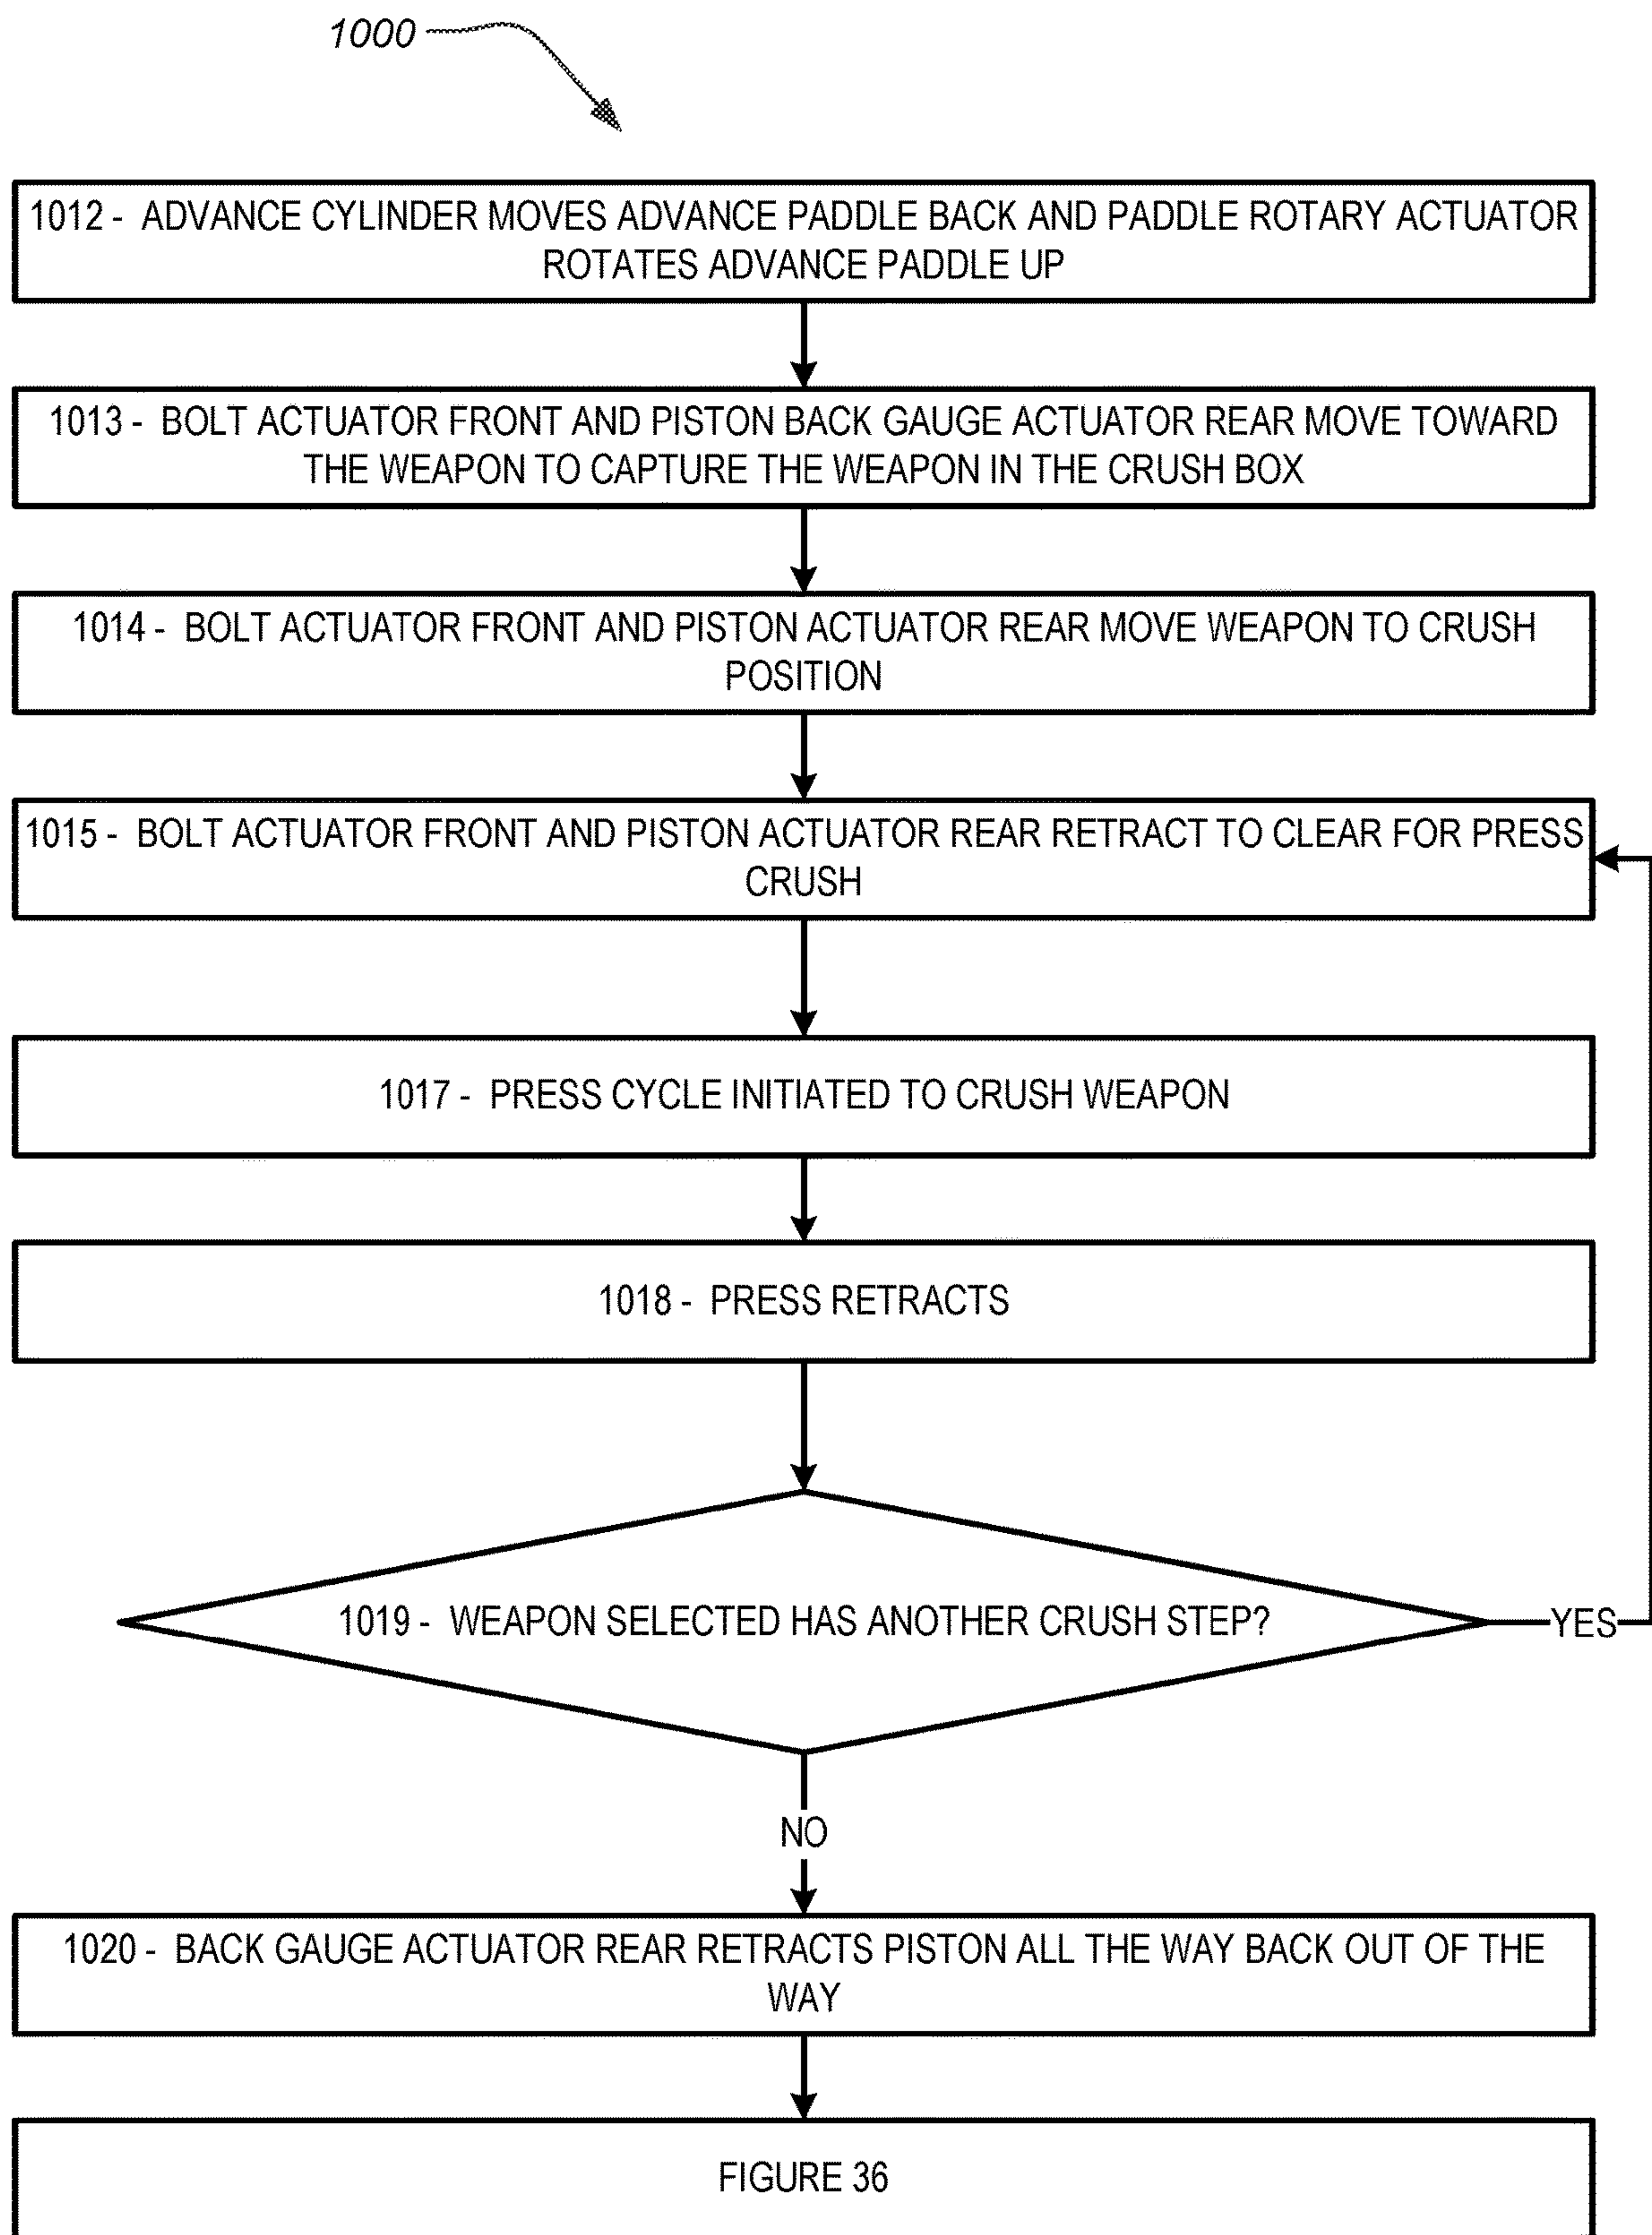 1000
1012 - ADVANCE CYLINDER MOVES ADVANCE PADDLE BACK AND PADDLE ROTARY ACTUATOR
ROTATES ADVANCE PADDLE UP
1013 - BOLT ACTUATOR FRONT AND PISTON BACK GAUGE ACTUATOR REAR MOVE TOWARD
THE WEAPON TO CAPTURE THE WEAPON IN THE CRUSH BOX
1014 - BOLT ACTUATOR FRONT AND PISTON ACTUATOR REAR MOVE WEAPON TO CRUSH
POSITION
1015 - BOLT ACTUATOR FRONT AND PISTON ACTUATOR REAR RETRACT TO CLEAR FOR PRESS
CRUSH
1017 - PRESS CYCLE INITIATED TO CRUSH WEAPON
1018 - PRESS RETRACTS
1019 - WEAPON SELECTED HAS ANOTHER CRUSH STEP?
YES
NO
1020 - BACK GAUGE ACTUATOR REAR RETRACTS PISTON ALL THE WAY BACK OUT OF THE
WAY
FIGURE 36